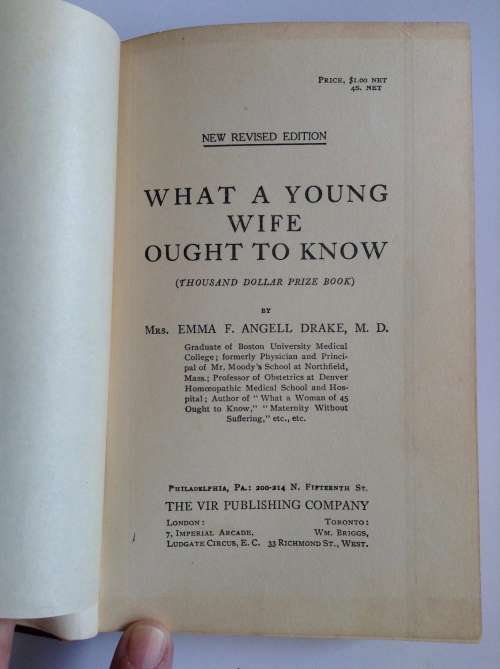 PRICE, $1.00 NET
4S. NET
NEW REVISED EDITION
WHAT A YOUNG
WIFE
OUGHT TO KNOW
(THOUSAND DOLLAR PRIZE BOOK)
BY
MRS. EMMA F. ANGELL DRAKE, M. D.
Graduate of Boston University Medical
College; formerly Physician and Princi-
pal of Mr. Moody's School at Northfield,
Mass.; Professor of Obstetrics at Denver
Homœopathic Medical School and Hos-
pital; Author of "What a Woman of 45
Ought to Know," "Maternity Without
Suffering," etc., etc.
PHILADELPHIA, PA.: 200-214 N. FIFTEENTH ST.
THE VIR PUBLISHING COMPANY
LONDON: TORONTO:
7, IMPERIAL ARCADE, WM. BRIGGS,
LUDGATE CIRCUS, E. C. 33 RICHMOND ST., WEST.